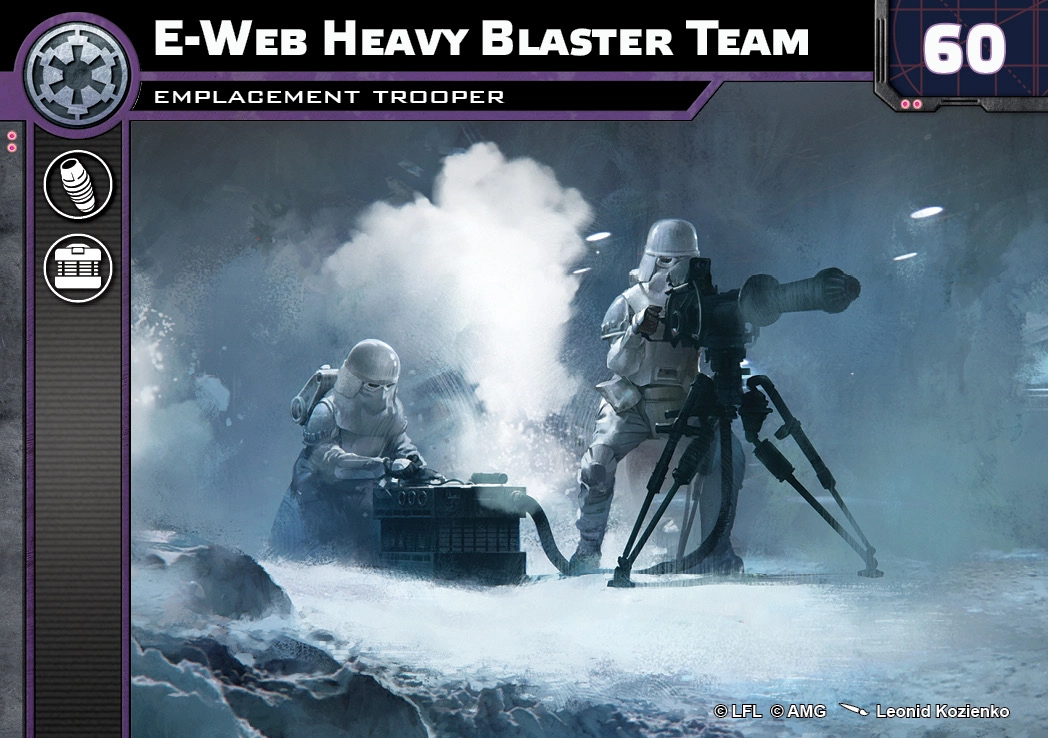 E-Web Heavy Blaster Team
60
EMPLACEMENT TROOPER
© LFL © AMG Leonid Kozienko